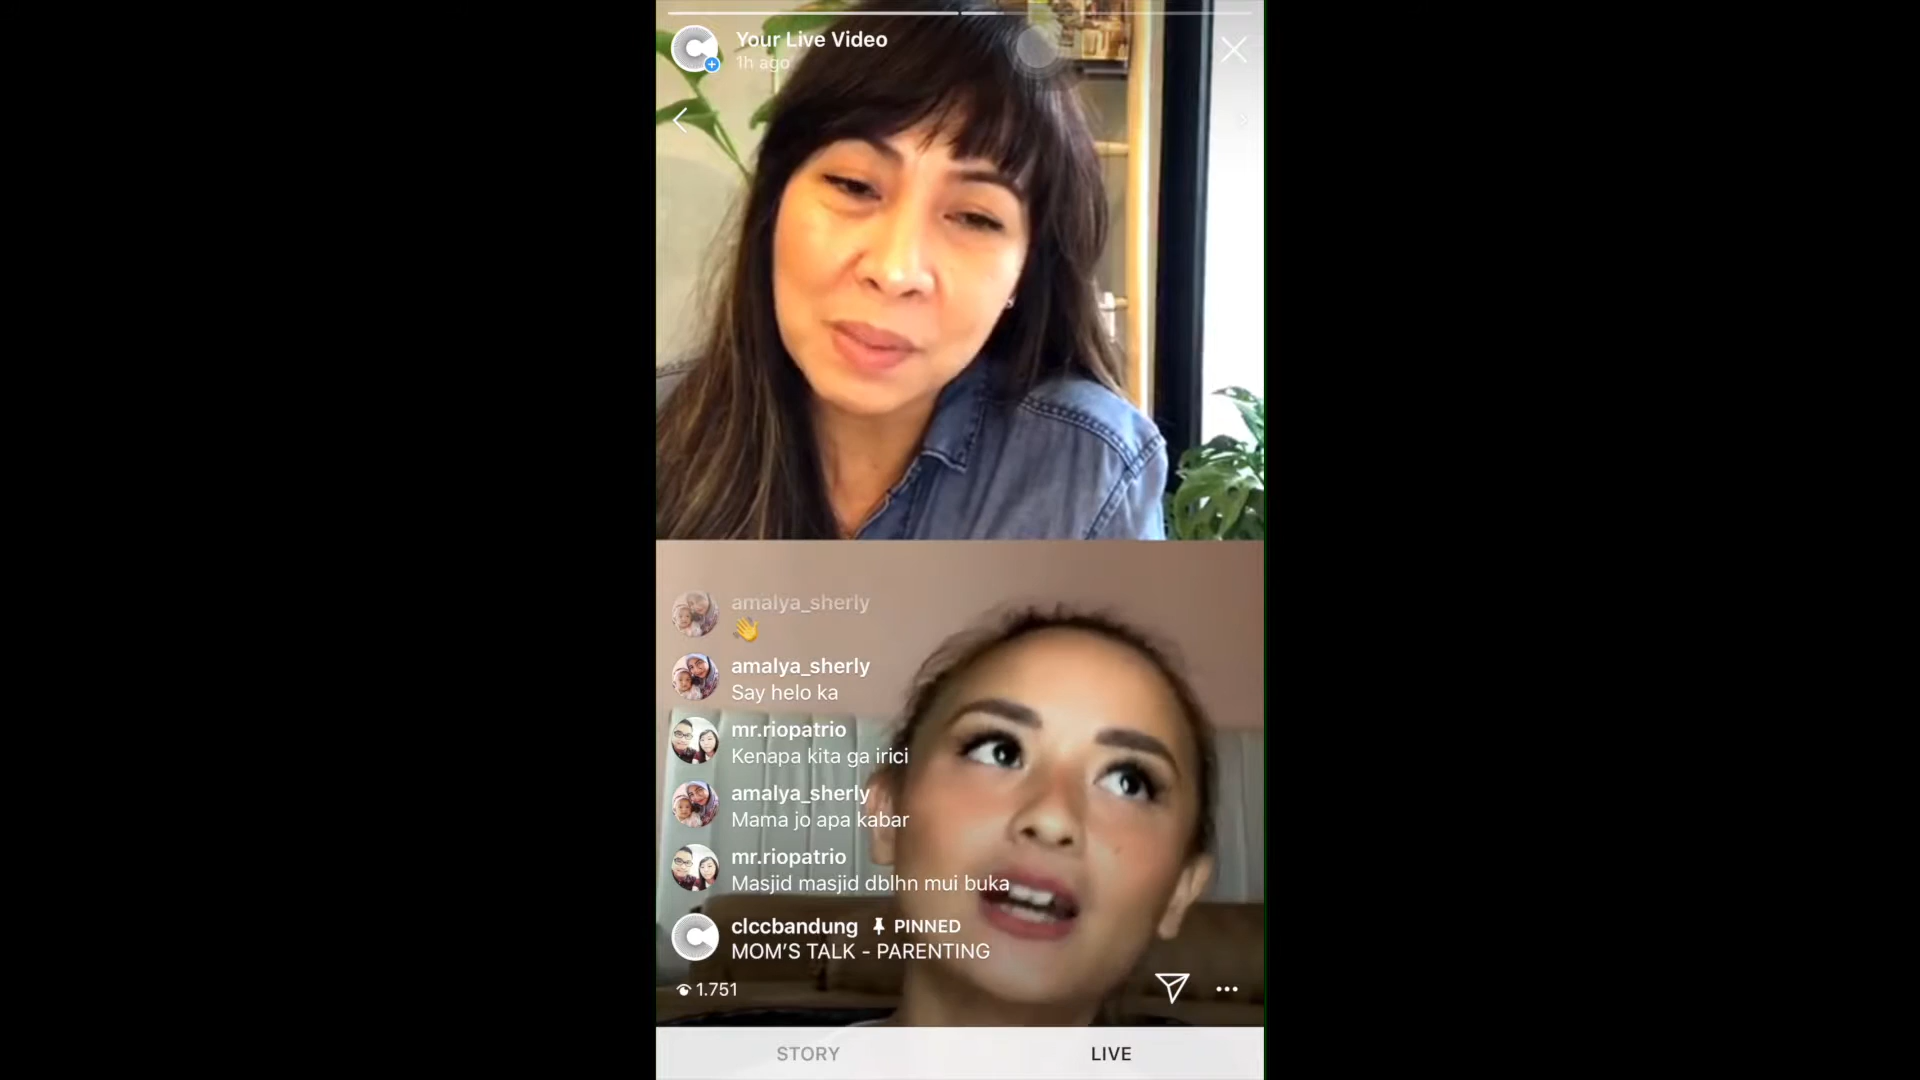 Your Live Video
1h ago
amalya_sherly
👋
amalya_sherly
Say helo ka
mr.riopatrio
Kenapa kita ga irici
amalya_sherly
Mama jo apa kabar
mr.riopatrio
Masjid masjid dblhn mui buka
clccbandung PINNED
MOM'S TALK - PARENTING
1.751
STORY LIVE